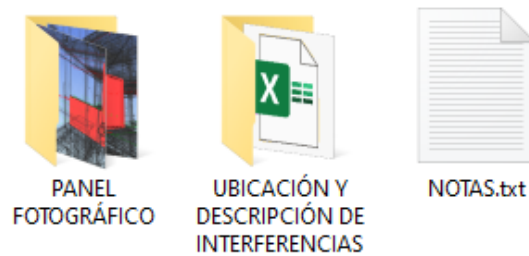 PANEL
FOTOGRÁFICO
UBICACIÓN Y
DESCRIPCIÓN DE
INTERFERENCIAS
NOTAS.txt
X